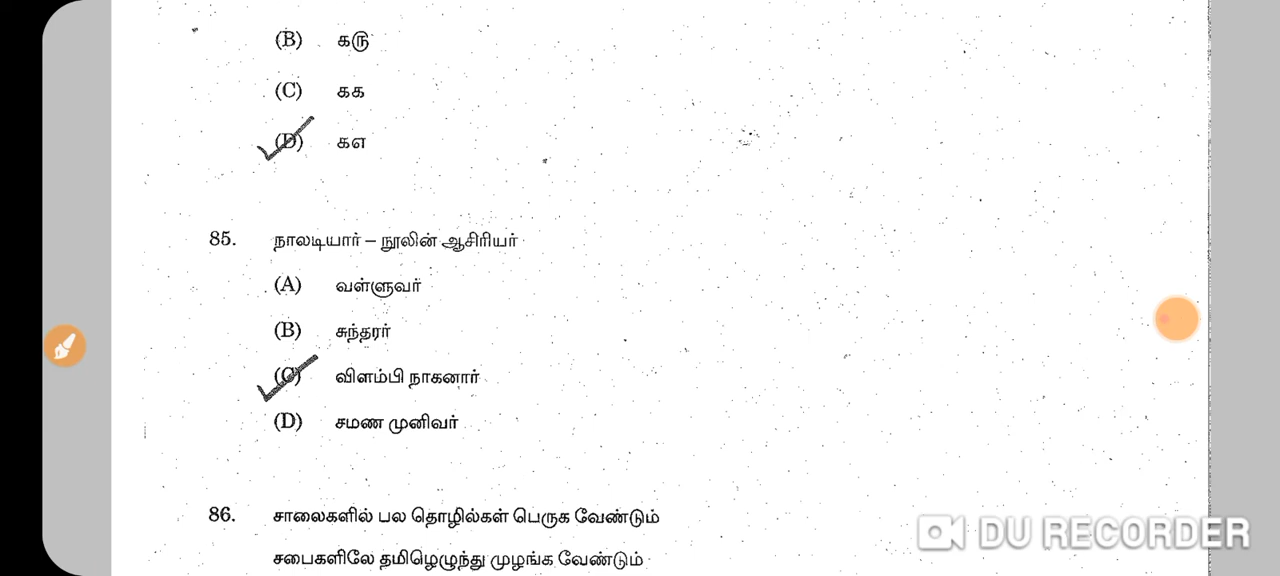 (B) கரு
(C) கக
(D) கஎ
85. நாலடியார் – நூலின் ஆசிரியர்
(A) வள்ளுவர்
(B) சுந்தரர்
(C) விளம்பி நாகனார்
(D) சமண முனிவர்
86. சாலைகளில் பல தொழில்கள் பெருக வேண்டும்
சபைகளிலே தமிழெழுந்து முழங்க வேண்டும்
DU RECORDER